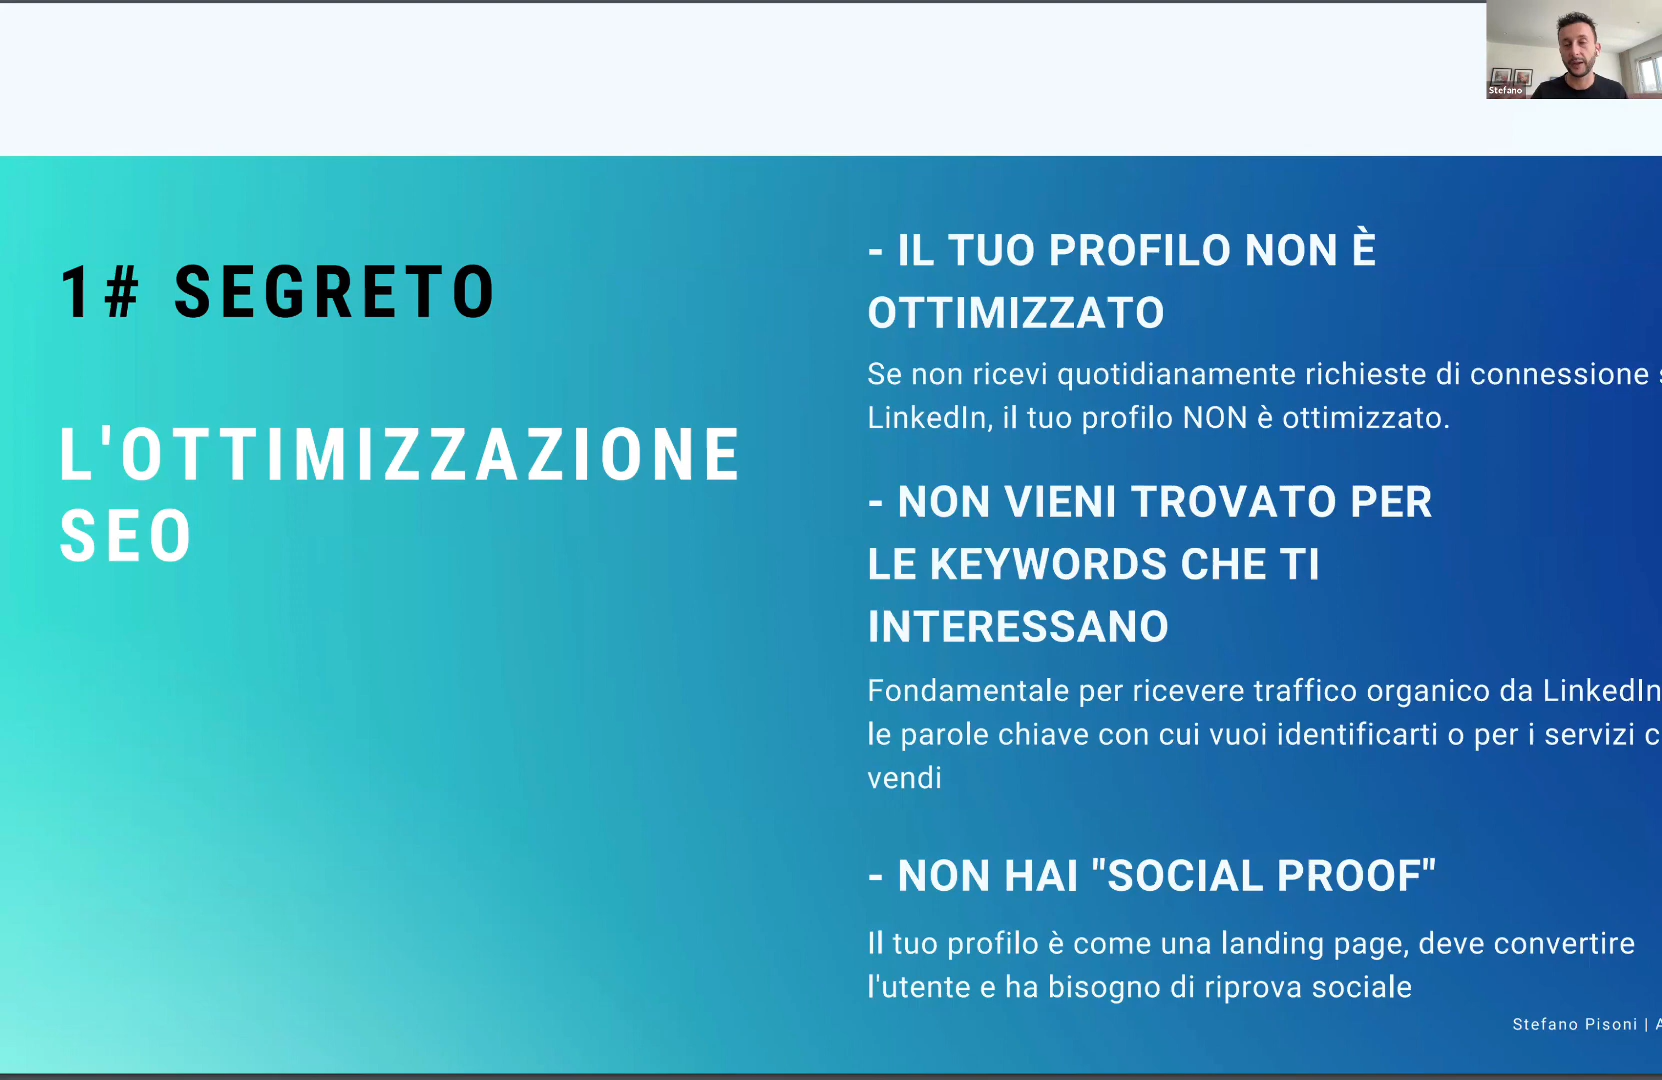 Stefano
1# SEGRETO
L'OTTIMIZZAZIONE
SEO
- IL TUO PROFILO NON È
OTTIMIZZATO
Se non ricevi quotidianamente richieste di connessione
LinkedIn, il tuo profilo NON è ottimizzato.
- NON VIENI TROVATO PER
LE KEYWORDS CHE TI
INTERESSANO
Fondamentale per ricevere traffico organico da LinkedIn
le parole chiave con cui vuoi identificarti o per i servizi
vendi
- NON HAI "SOCIAL PROOF"
Il tuo profilo è come una landing page, deve convertire
l'utente e ha bisogno di riprova sociale
Stefano Pisoni |